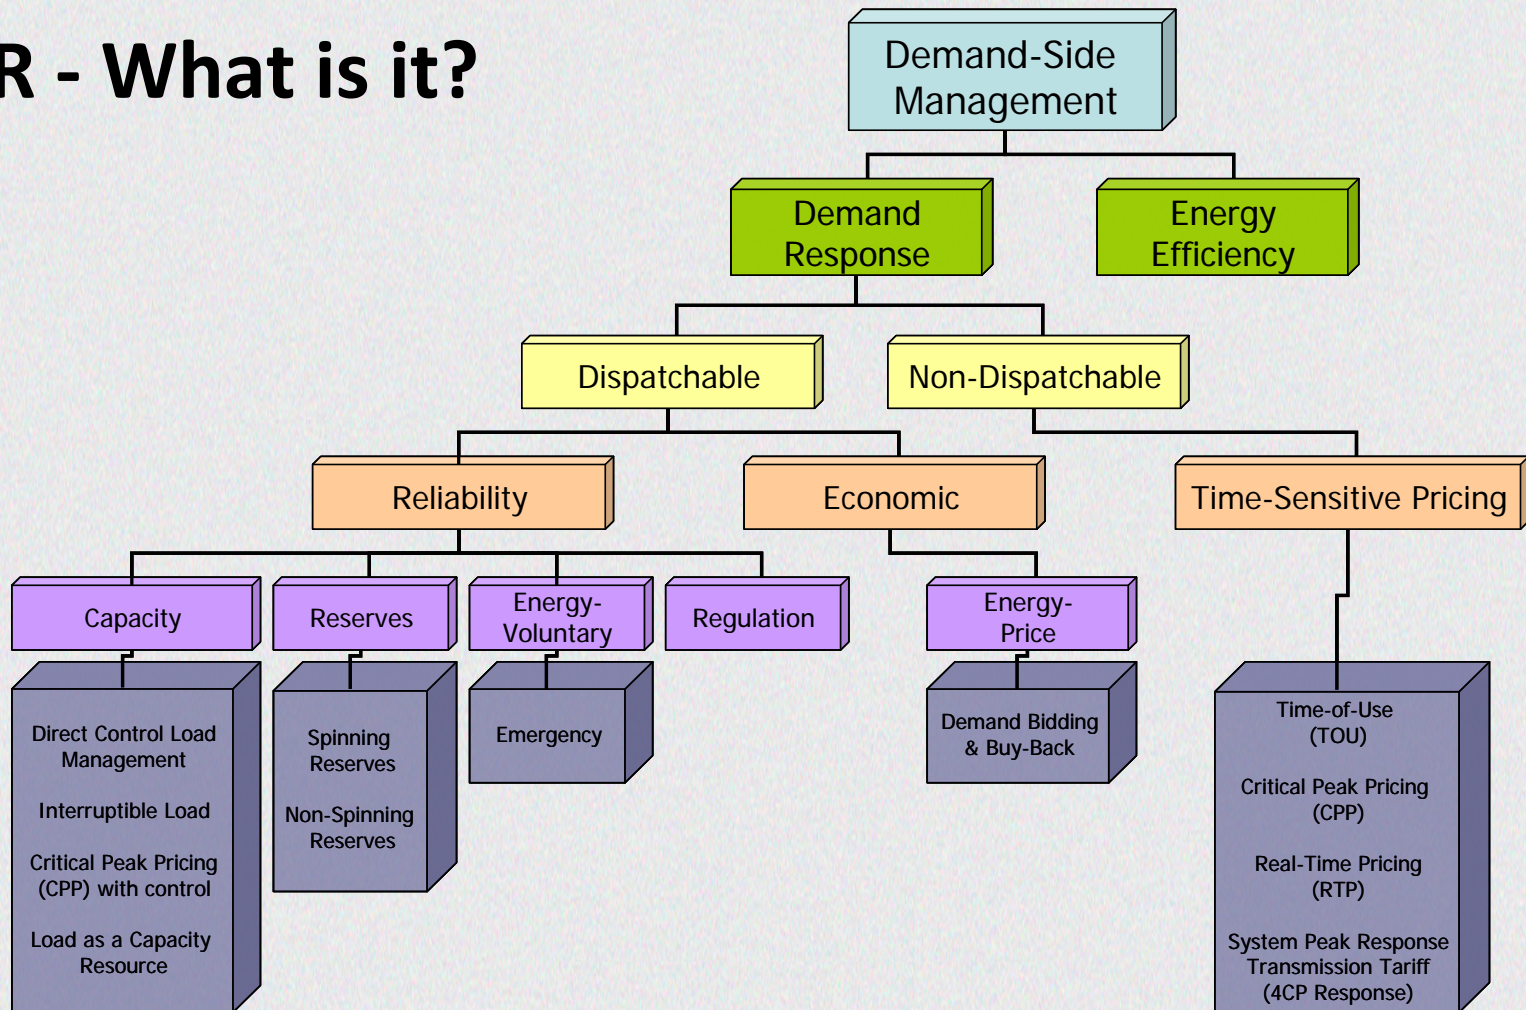 R - What is it?
Demand-Side
Management
Demand
Response
Energy
Efficiency
Dispatchable
Non-Dispatchable
Reliability
Economic
Time-Sensitive Pricing
Capacity
Reserves
Energy-
Voluntary
Regulation
Energy-
Price
Direct Control Load
Management
Interruptible Load
Critical Peak Pricing
(CPP) with control
Load as a Capacity
Resource
Spinning
Reserves
Non-Spinning
Reserves
Emergency
Demand Bidding
& Buy-Back
Time-of-Use
(TOU)
Critical Peak Pricing
(CPP)
Real-Time Pricing
(RTP)
System Peak Response
Transmission Tariff
(4CP Response)